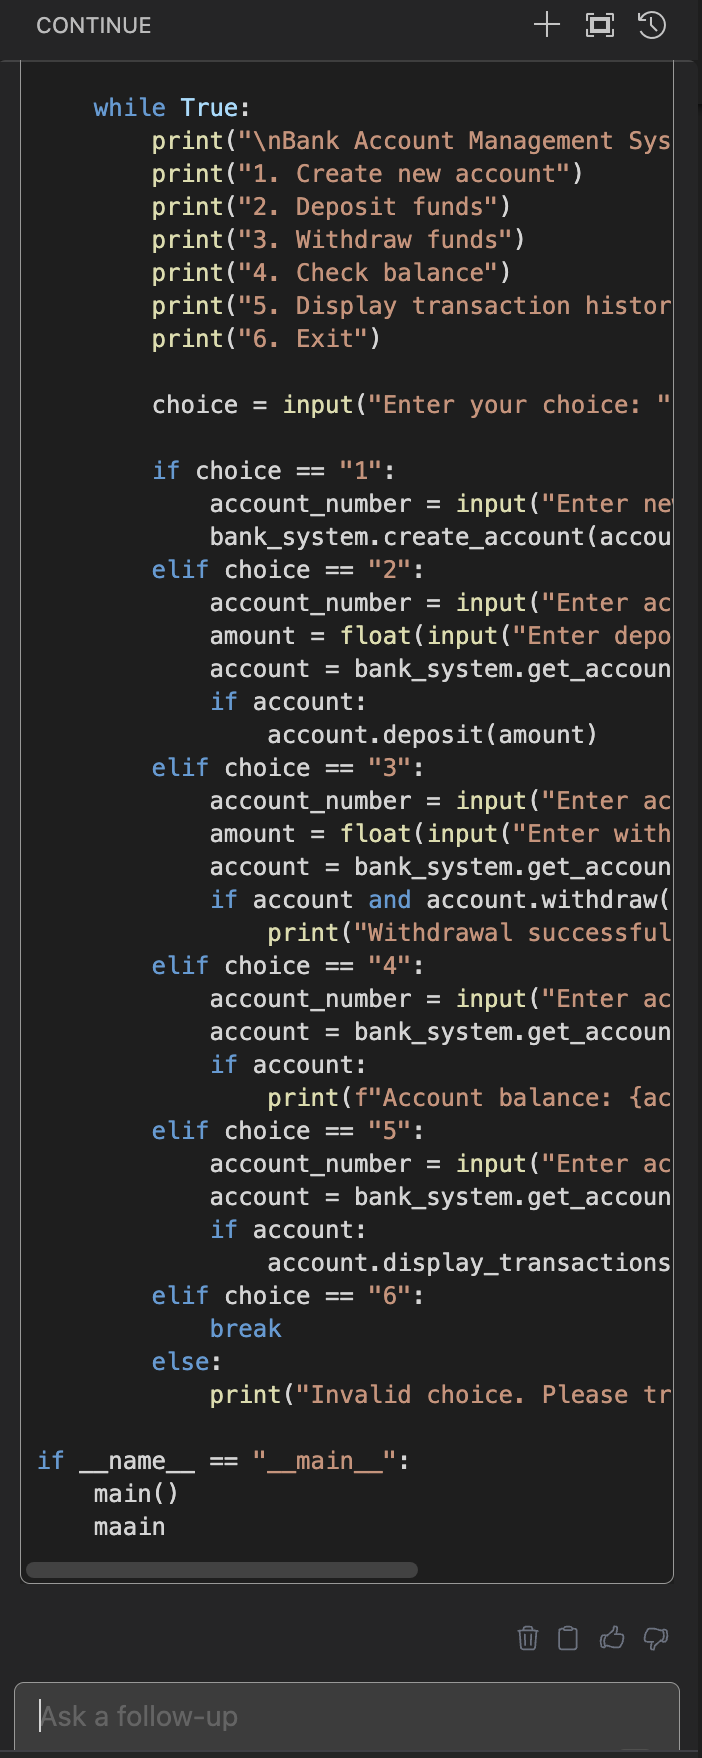 CONTINUE
while True:
print("\nBank Account Management Sys
print("1. Create new account")
print("2. Deposit funds")
print("3. Withdraw funds")
print("4. Check balance")
print("5. Display transaction histor
print("6. Exit")
choice = input("Enter your choice: "
if choice == "1":
account_number = input("Enter ne
bank_system.create_account(accou
elif choice == "2":
account_number = input("Enter ac
amount = float(input("Enter depo
account = bank_system.get_accoun
if account:
account.deposit(amount)
elif choice == "3":
account_number = input("Enter ac
amount = float(input("Enter with
account = bank_system.get_accoun
if account and account.withdraw(
print("Withdrawal successful
elif choice == "4":
account_number = input("Enter ac
account = bank_system.get_accoun
if account:
print(f"Account balance: {ac
elif choice == "5":
account_number = input("Enter ac
account = bank_system.get_accoun
if account:
account.display_transactions
elif choice == "6":
break
else:
print("Invalid choice. Please tr
if __name__ == "__main__":
main()
maain
Ask a follow-up